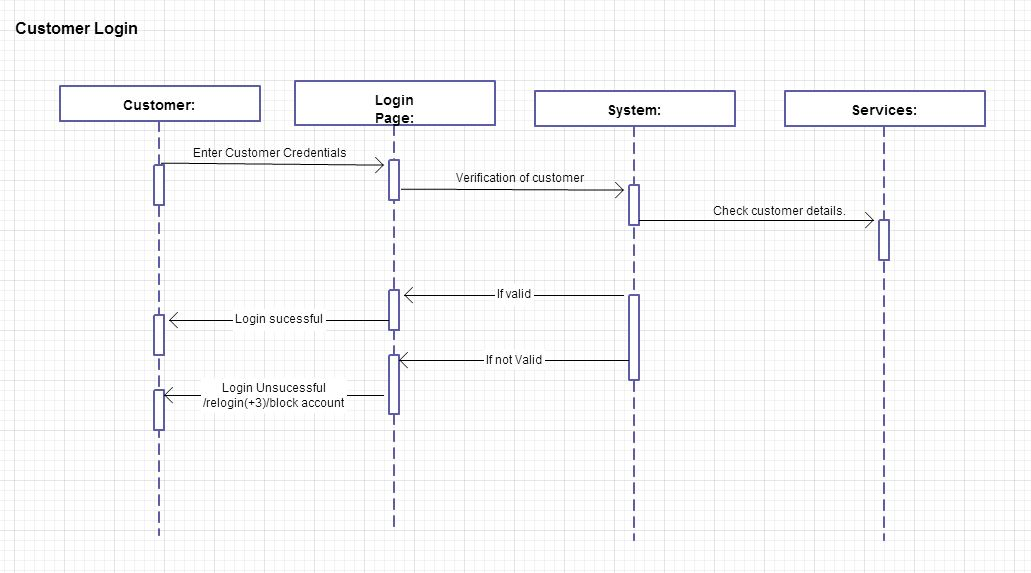 Customer Login
Customer:
Login
Page:
System:
Services:
Enter Customer Credentials
Verification of customer
Check customer details.
If valid
Login sucessful
If not Valid
Login Unsucessful
/relogin(+3)/block account